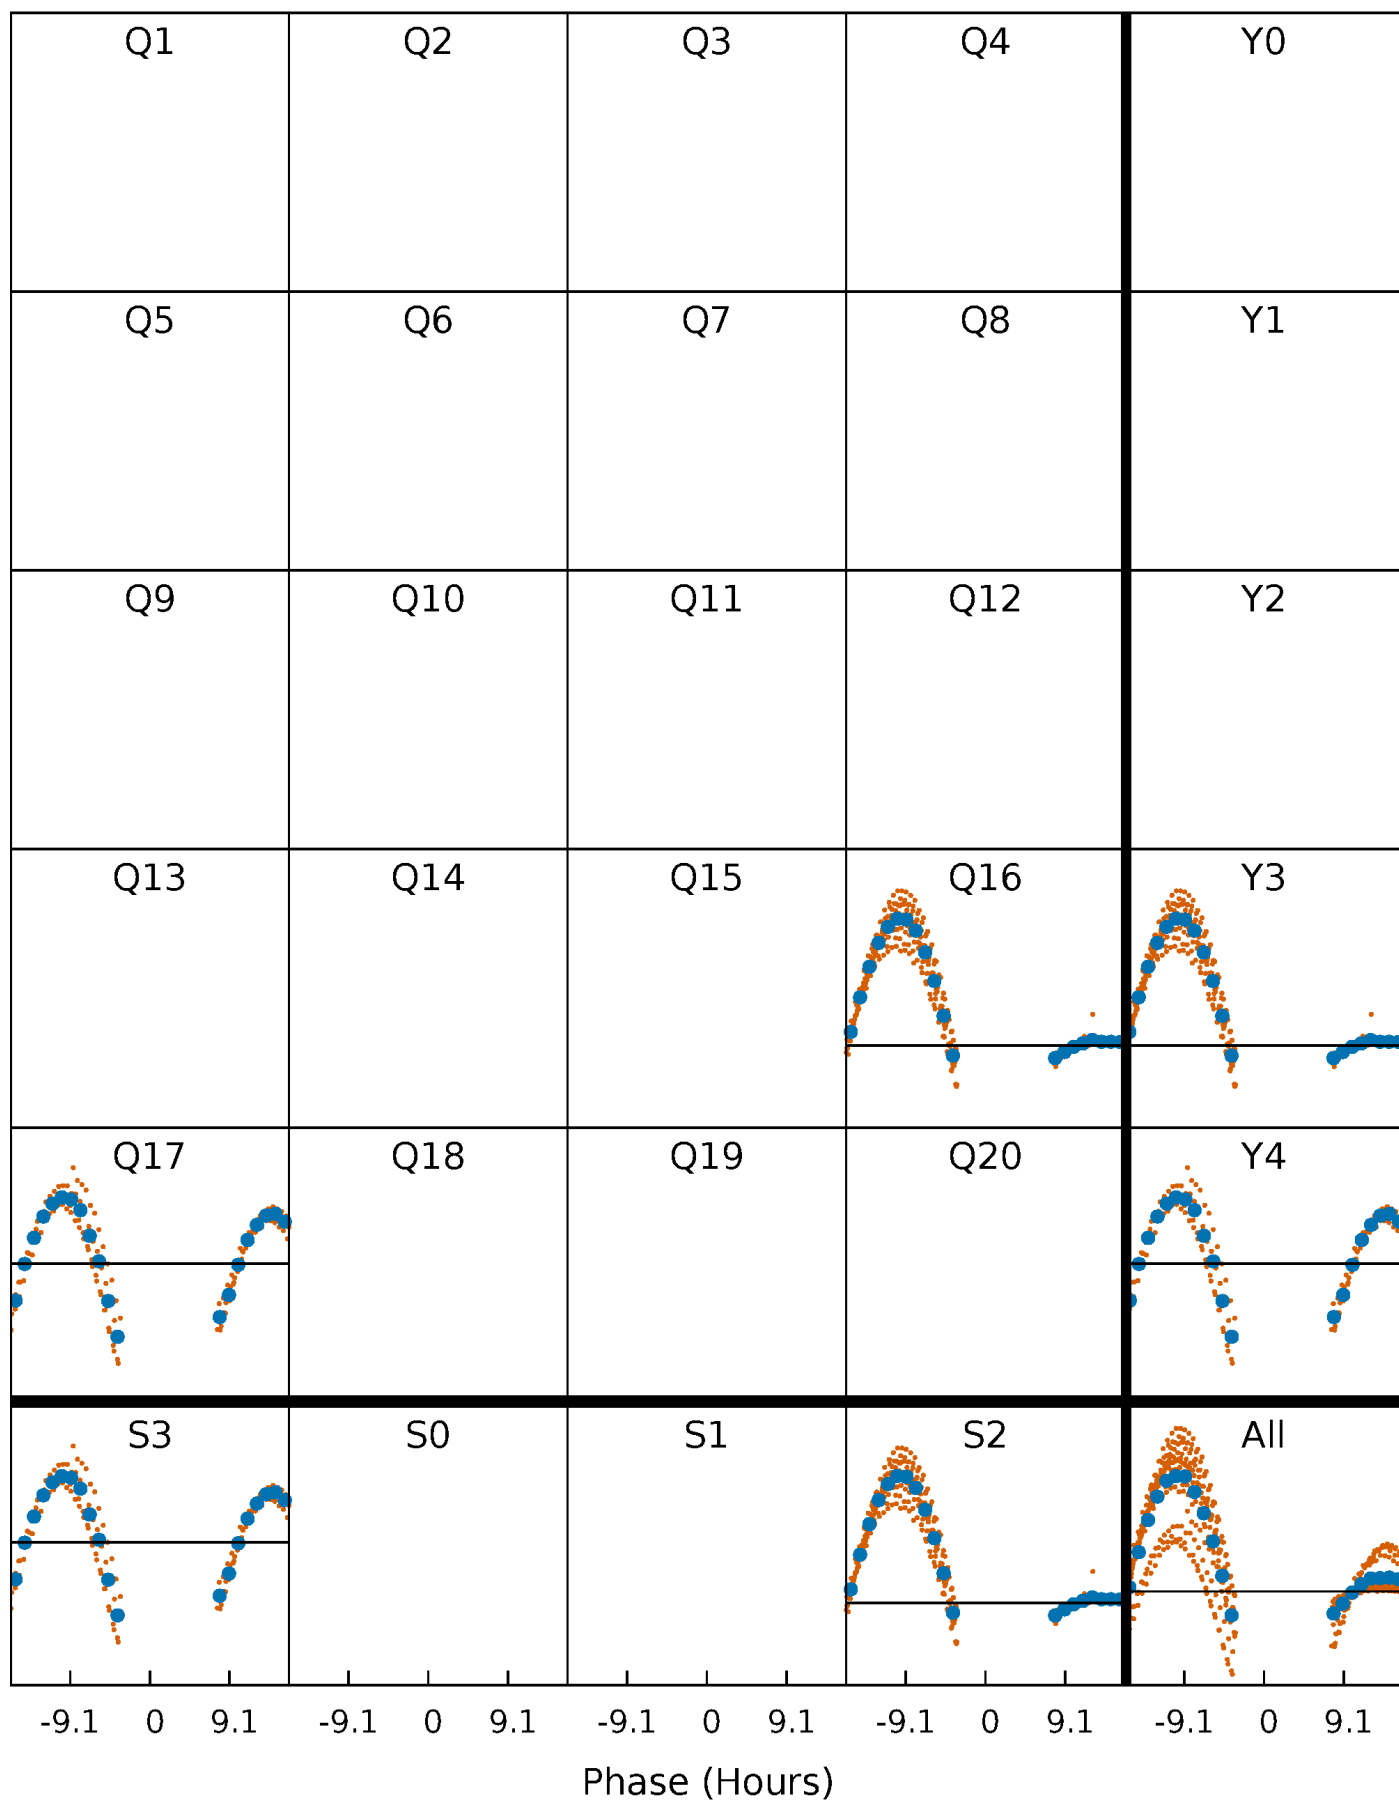 Q1 Q2 Q3 Q4 Y0
Q5 Q6 Q7 Q8 Y1
Q9 Q10 Q11 Q12 Y2
Q13 Q14 Q15 Q16 Y3
Q17 Q18 Q19 Q20 Y4
S3 S0 S1 S2 All
-9.1 0 9.1 -9.1 0 9.1 -9.1 0 9.1 -9.1 0 9.1 -9.1 0 9.1
Phase (Hours)